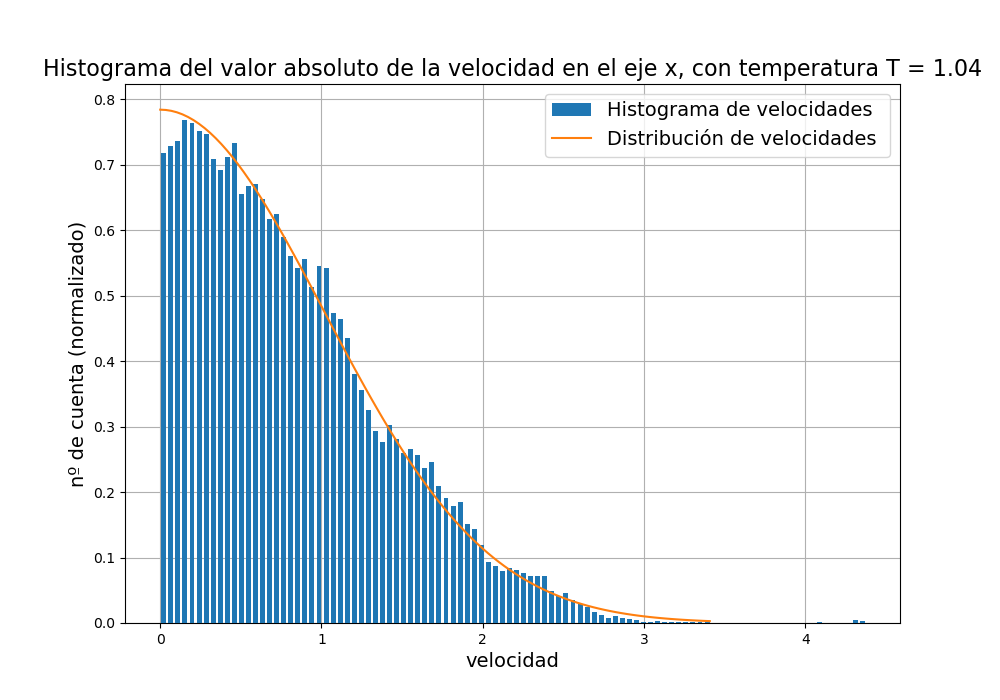 Histograma del valor absoluto de la velocidad en el eje x, con temperatura T = 1.04
Histograma de velocidades
Distribución de velocidades
nº de cuenta (normalizado)
0.8
0.7
0.6
0.5
0.4
0.3
0.2
0.1
0.0
0 1 2 3 4
velocidad